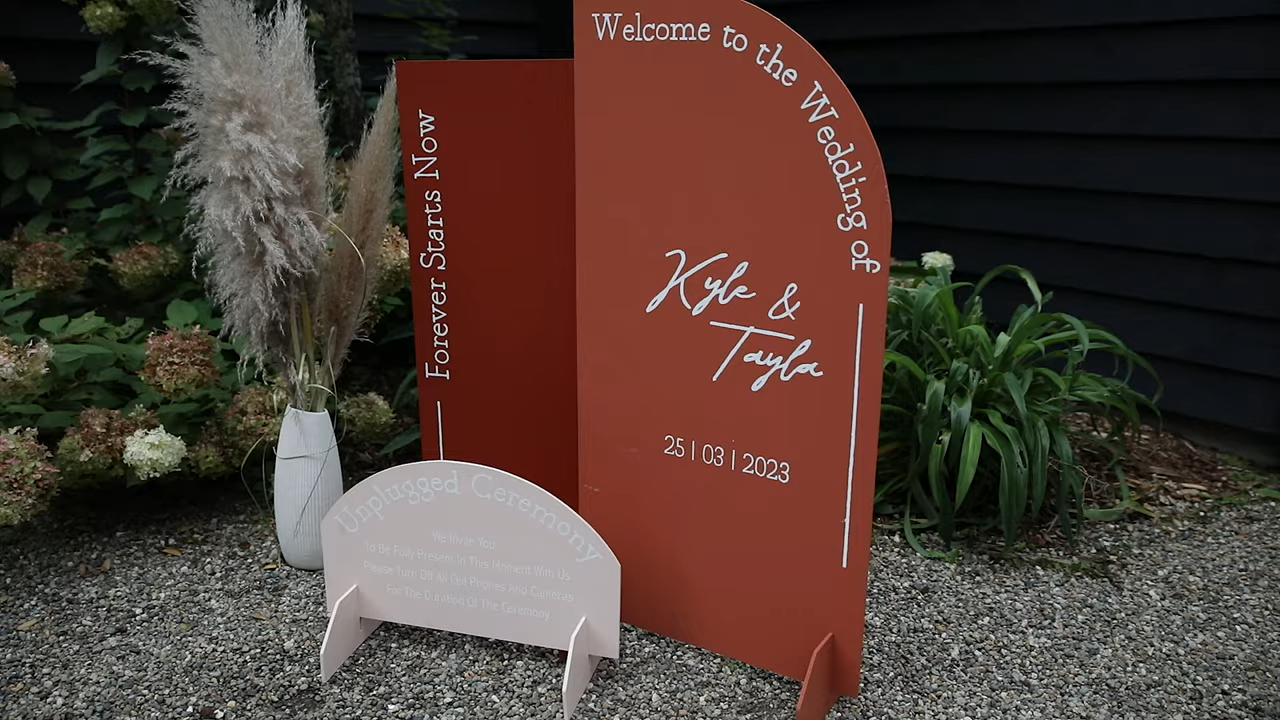 Welcome to the Wedding of
Forever Starts Now
Kyle &
Tayla
25 | 03 | 2023
Unplugged Ceremony
We Invite You
To Be Fully Present In This Moment With Us
Please Turn Off All Cell Phones And Cameras
For The Duration Of The Ceremony